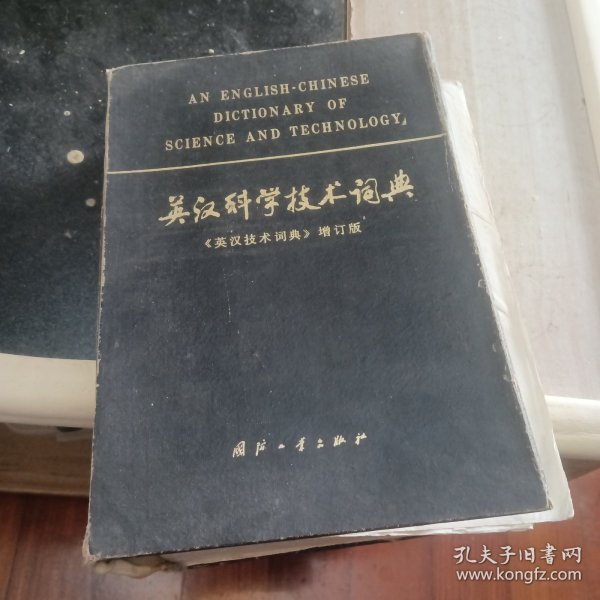 AN ENGLISH-CHINESE
DICTIONARY OF
SCIENCE AND TECHNOLOGY
英汉科学技术词典
《英汉技术词典》增订版
国防工业出版社
孔夫子旧书网
www.kongfz.com